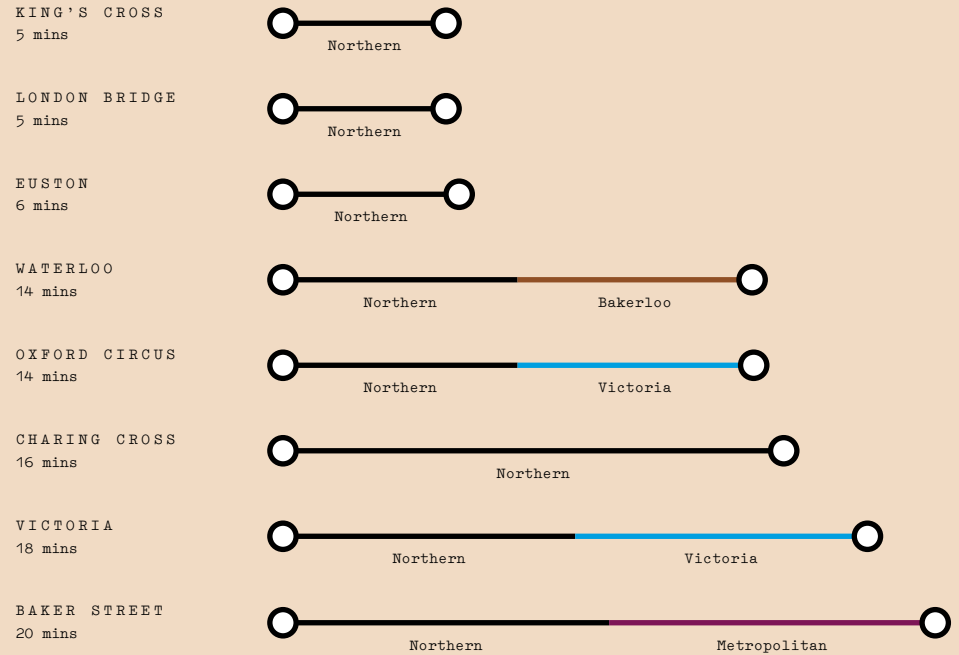 KING'S CROSS
5 mins
Northern
LONDON BRIDGE
5 mins
Northern
EUSTON
6 mins
Northern
WATERLOO
14 mins
Northern Bakerloo
OXFORD CIRCUS
14 mins
Northern Victoria
CHARING CROSS
16 mins
Northern
VICTORIA
18 mins
Northern Victoria
BAKER STREET
20 mins
Northern Metropolitan